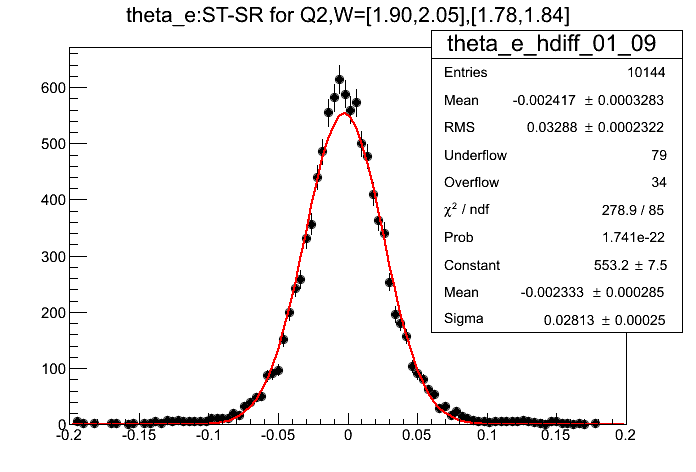 theta_e:ST-SR for Q2,W=[1.90,2.05],[1.78,1.84]
theta_e_hdiff_01_09
Entries 10144
Mean -0.002417 ± 0.0003283
RMS 0.03288 ± 0.0002322
Underflow 79
Overflow 34
χ² / ndf 278.9 / 85
Prob 1.741e-22
Constant 553.2 ± 7.5
Mean -0.002333 ± 0.000285
Sigma 0.02813 ± 0.00025
600
500
400
300
200
100
0
-0.2 -0.15 -0.1 -0.05 0 0.05 0.1 0.15 0.2